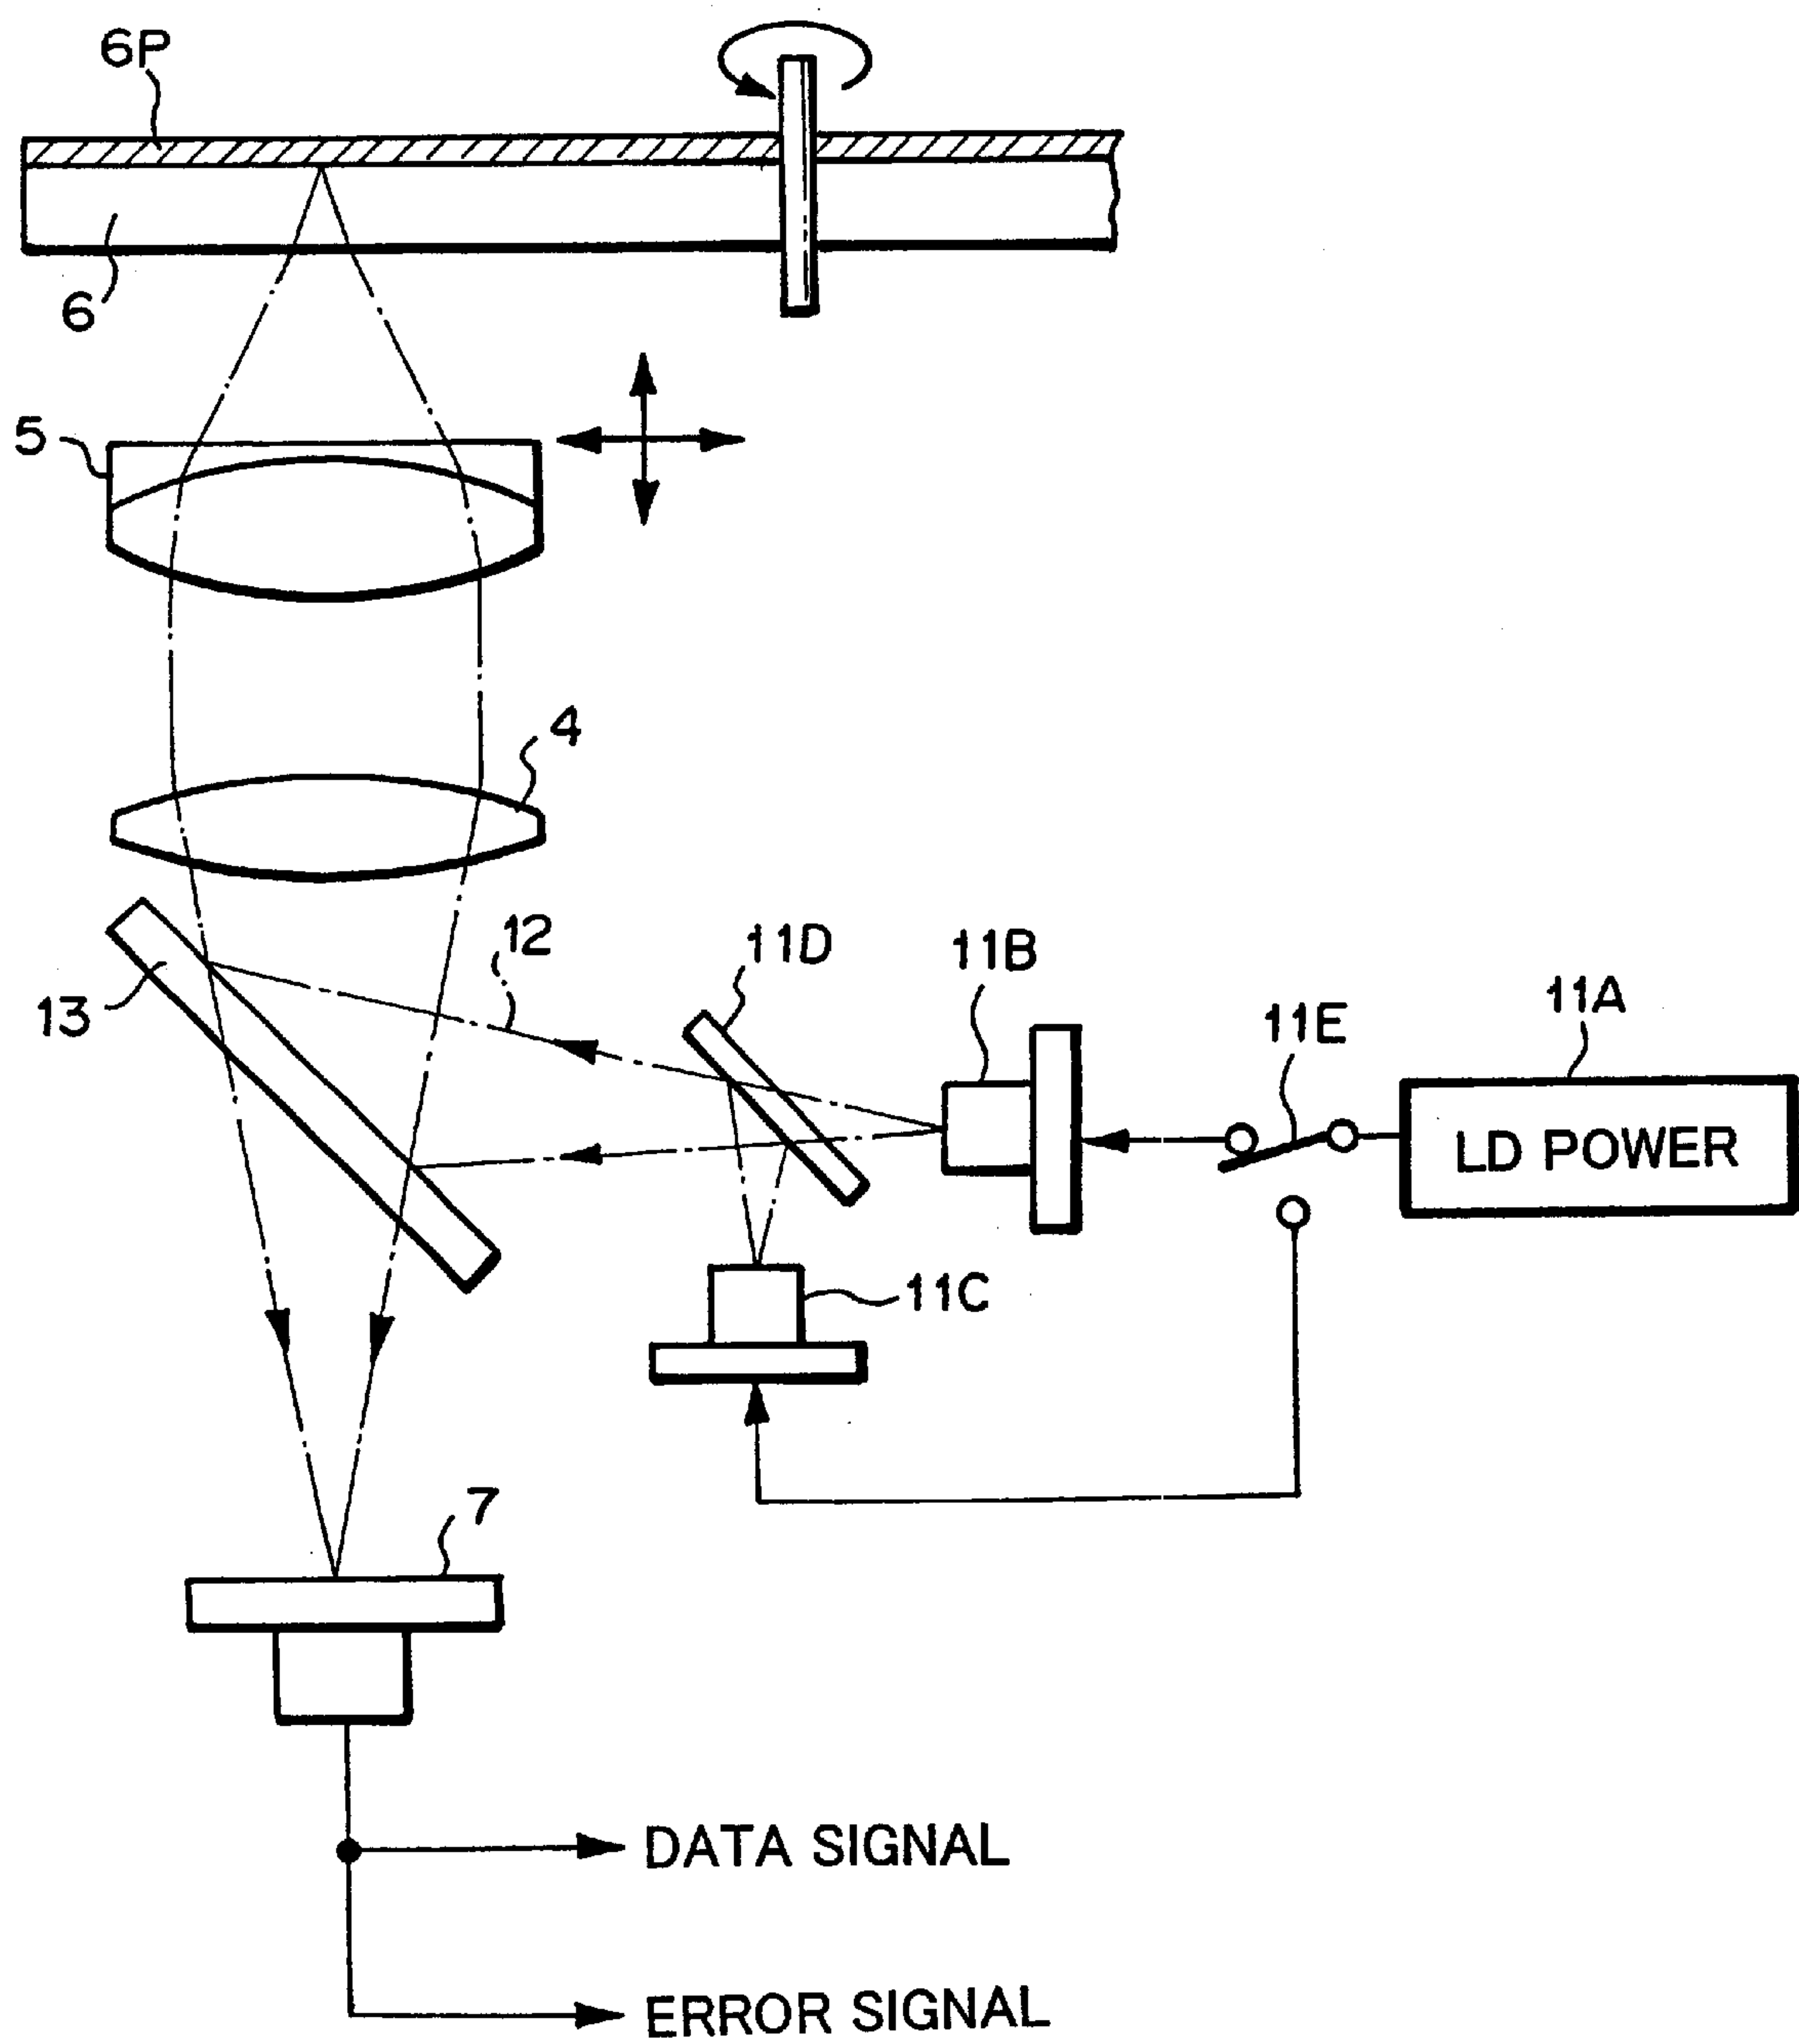 6P
6
5
4
12
11D
11B
11A
11E
13
LD POWER
11C
7
DATA SIGNAL
ERROR SIGNAL